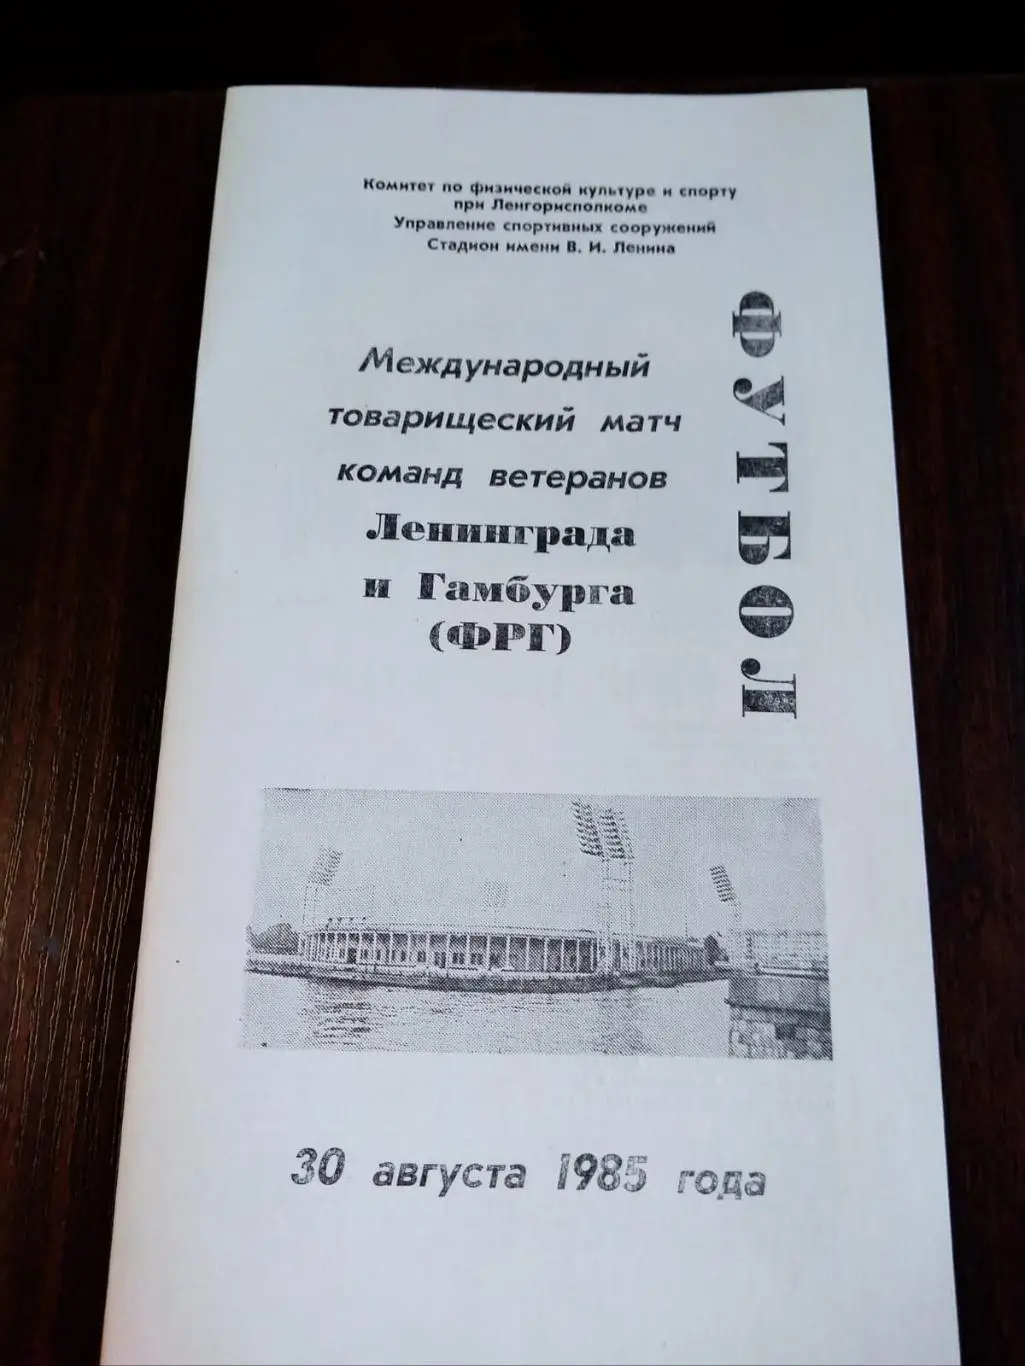 Комитет по физической культуре и спорту
при Ленгорисполкоме
Управление спортивных сооружений
Стадион имени В. И. Ленина
Международный
товарищеский матч
команд ветеранов
Ленинграда
и Гамбурга
(ФРГ)
ФУТБОЛ
30 августа 1985 года